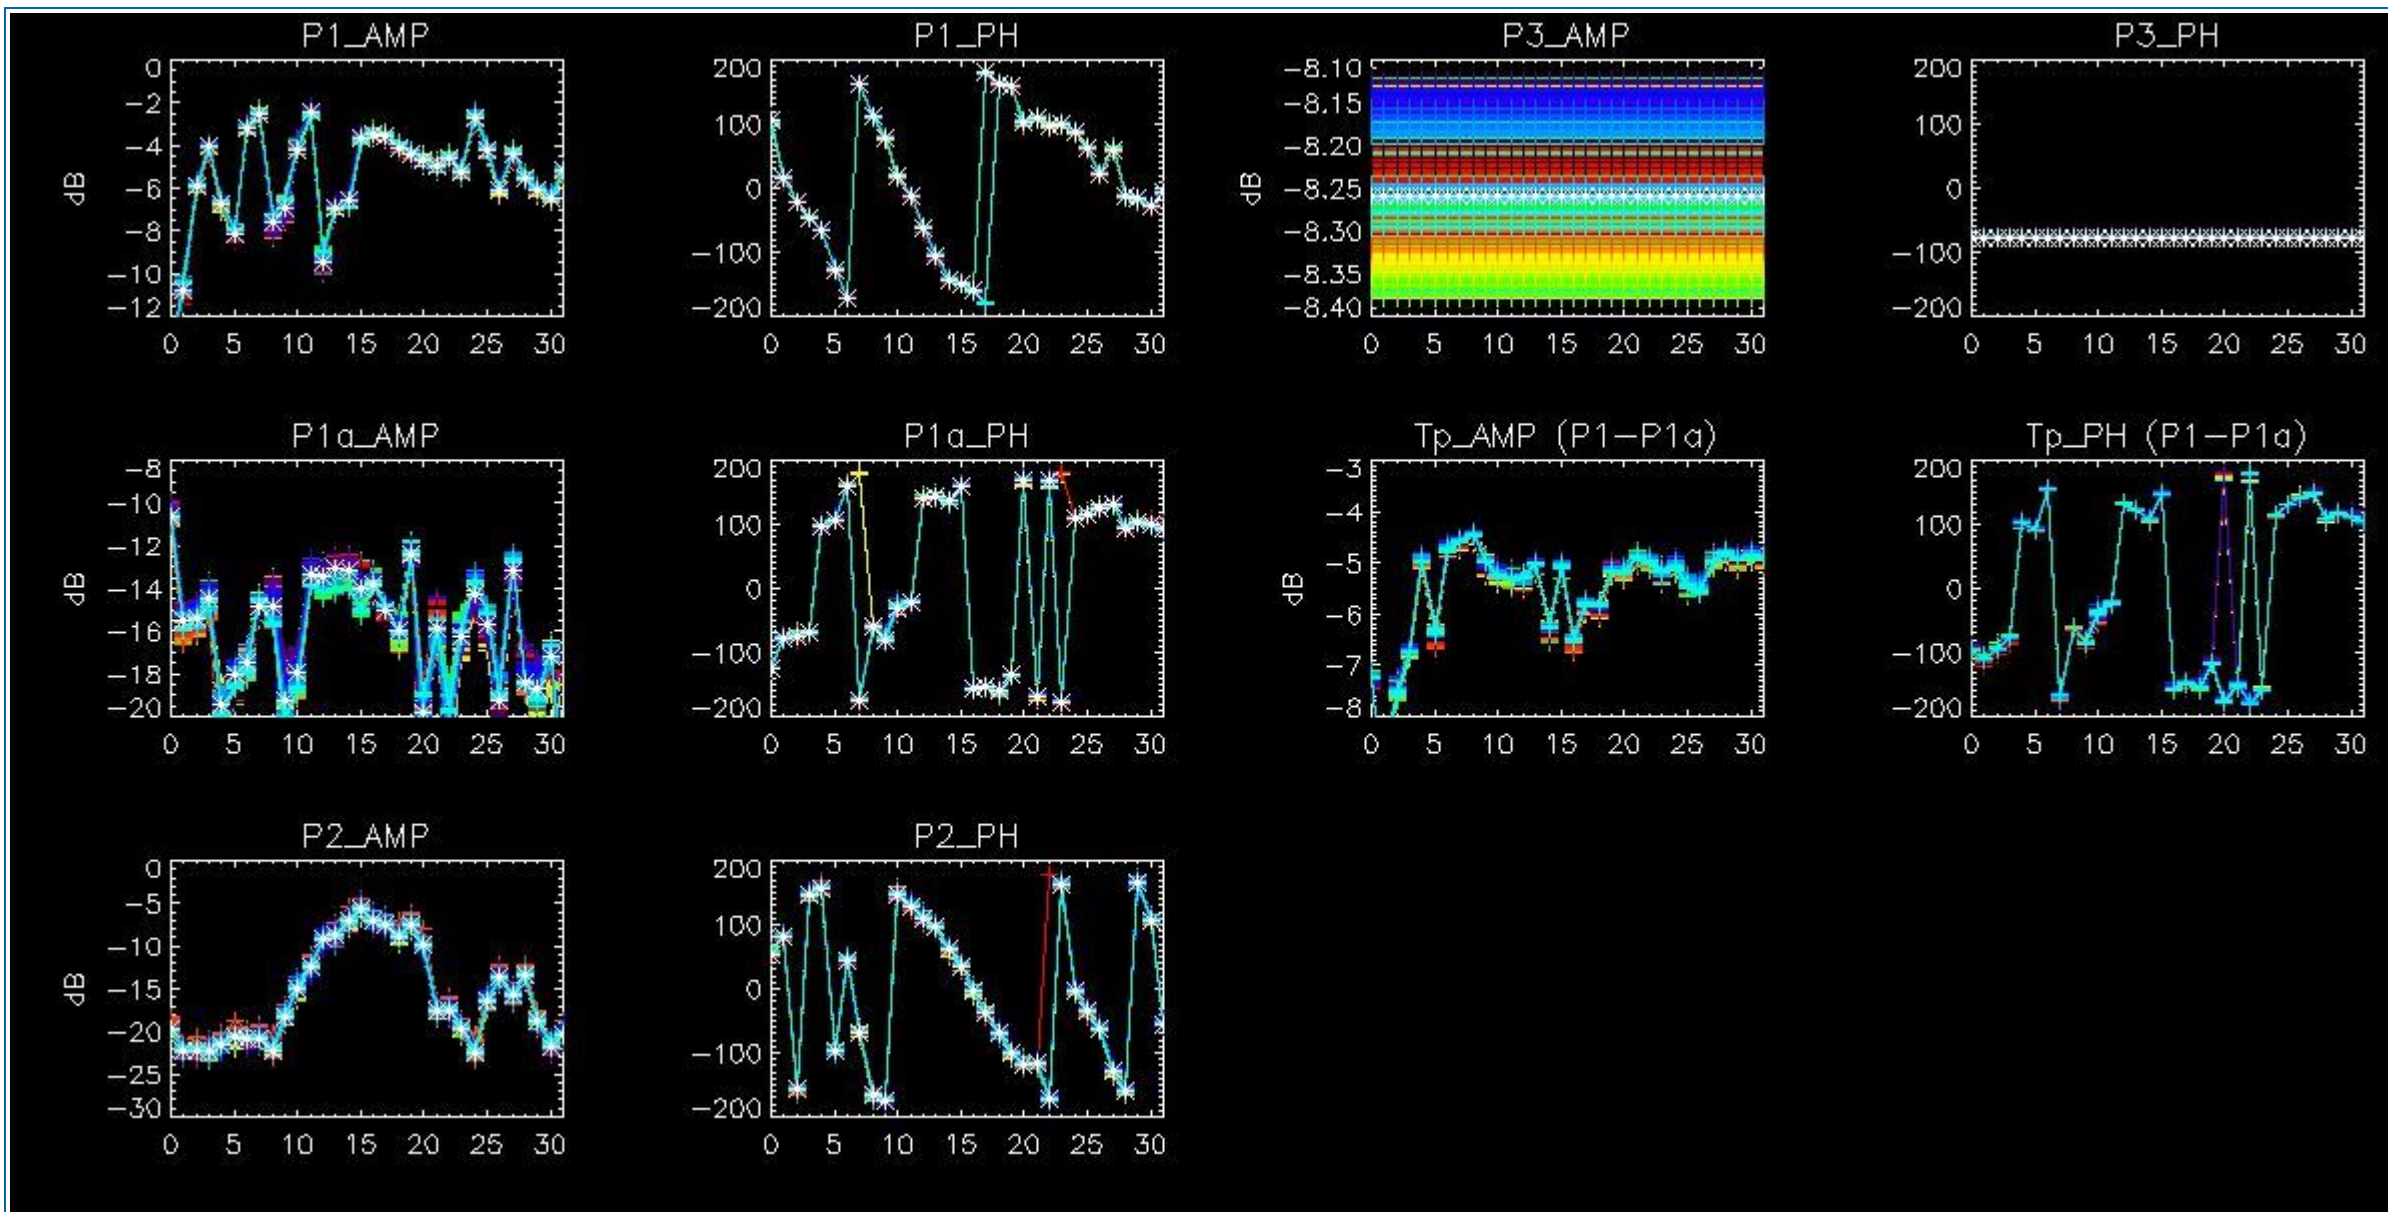 P1_AMP
0
−2
−4
−6
−8
−10
−12
dB
0 5 10 15 20 25 30
P1_PH
200
100
0
−100
−200
0 5 10 15 20 25 30
P3_AMP
−8.10
−8.15
−8.20
−8.25
−8.30
−8.35
−8.40
dB
0 5 10 15 20 25 30
P3_PH
200
100
0
−100
−200
0 5 10 15 20 25 30
P1a_AMP
−8
−10
−12
−14
−16
−18
−20
dB
0 5 10 15 20 25 30
P1a_PH
200
100
0
−100
−200
0 5 10 15 20 25 30
Tp_AMP (P1−P1a)
−3
−4
−5
−6
−7
−8
dB
0 5 10 15 20 25 30
Tp_PH (P1−P1a)
200
100
0
−100
−200
0 5 10 15 20 25 30
P2_AMP
0
−5
−10
−15
−20
−25
−30
dB
0 5 10 15 20 25 30
P2_PH
200
100
0
−100
−200
0 5 10 15 20 25 30